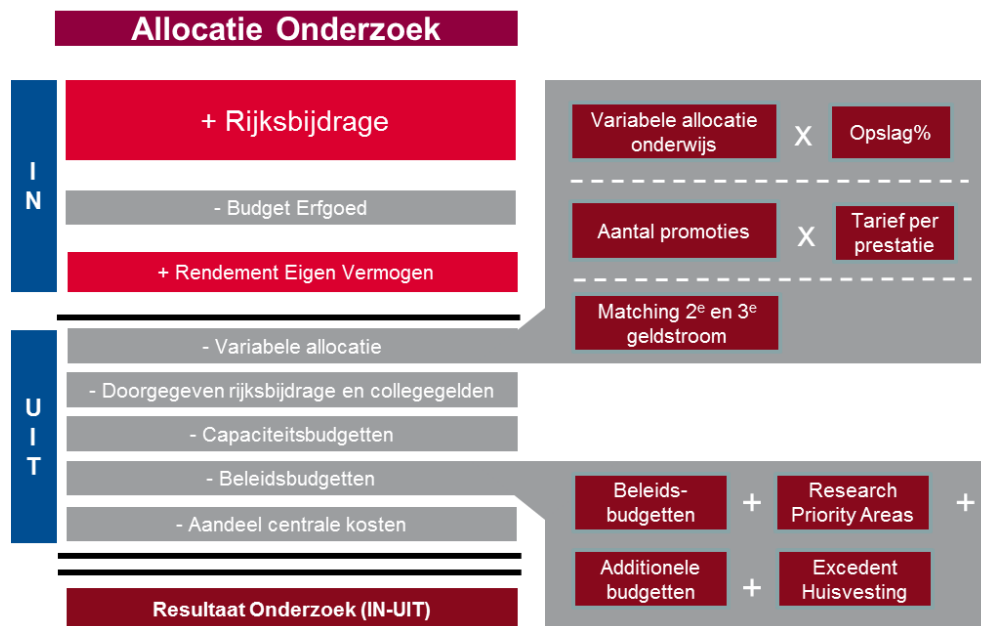 Allocatie Onderzoek
I
N
+ Rijksbijdrage
- Budget Erfgoed
+ Rendement Eigen Vermogen
U
I
T
- Variabele allocatie
- Doorgegeven rijksbijdrage en collegegelden
- Capaciteitsbudgetten
- Beleidsbudgetten
- Aandeel centrale kosten
Resultaat Onderzoek (IN-UIT)
Variabele allocatie
onderwijs
X
Opslag%
Aantal promoties
X
Tarief per
prestatie
Matching 2e en 3e
geldstroom
Beleids-
budgetten
+
Research
Priority Areas
+
Additionele
budgetten
+
Excedent
Huisvesting